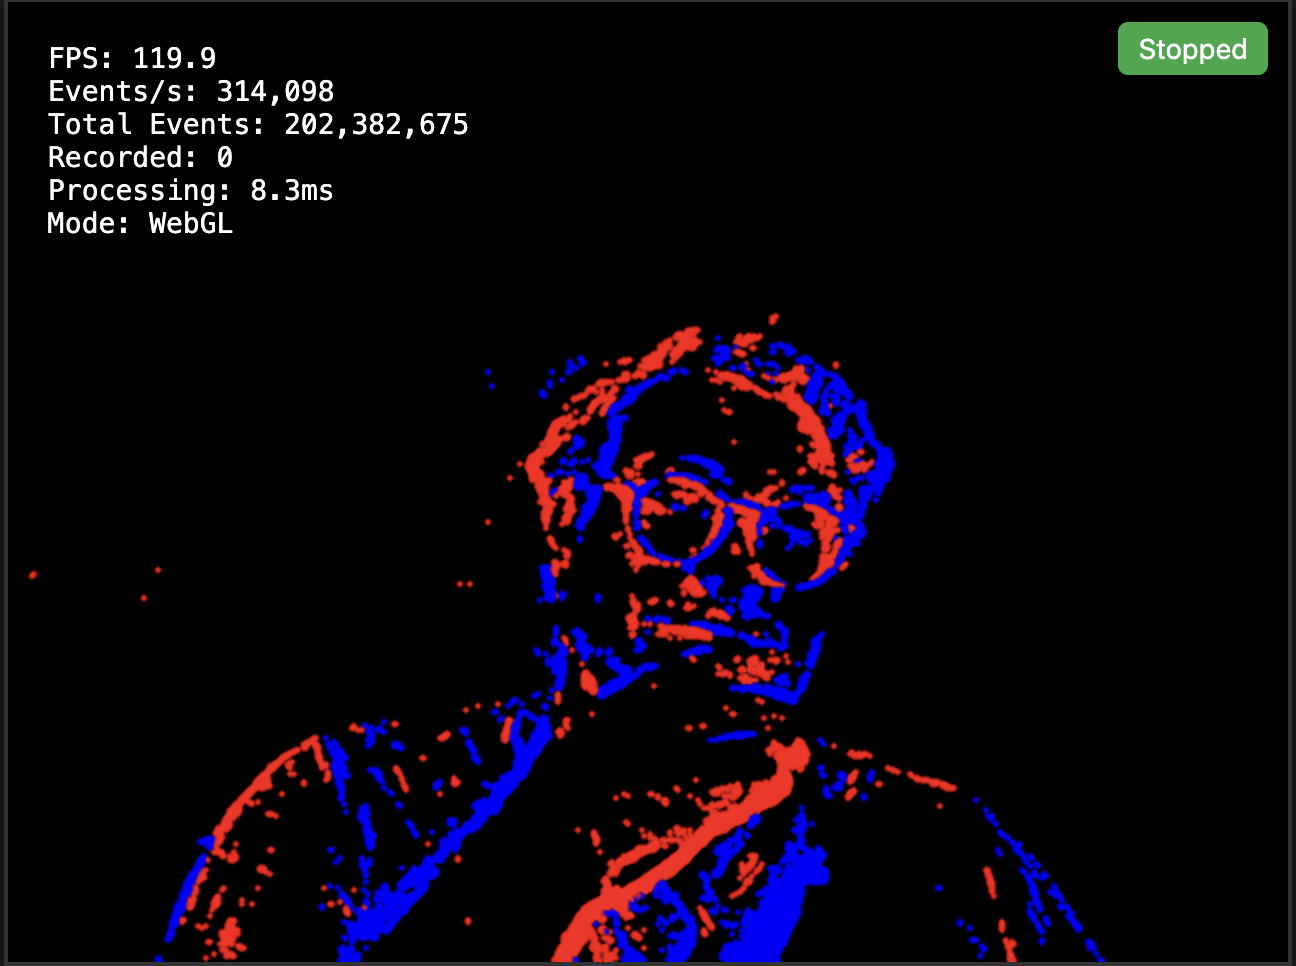 FPS: 119.9
Events/s: 314,098
Total Events: 202,382,675
Recorded: 0
Processing: 8.3ms
Mode: WebGL
Stopped